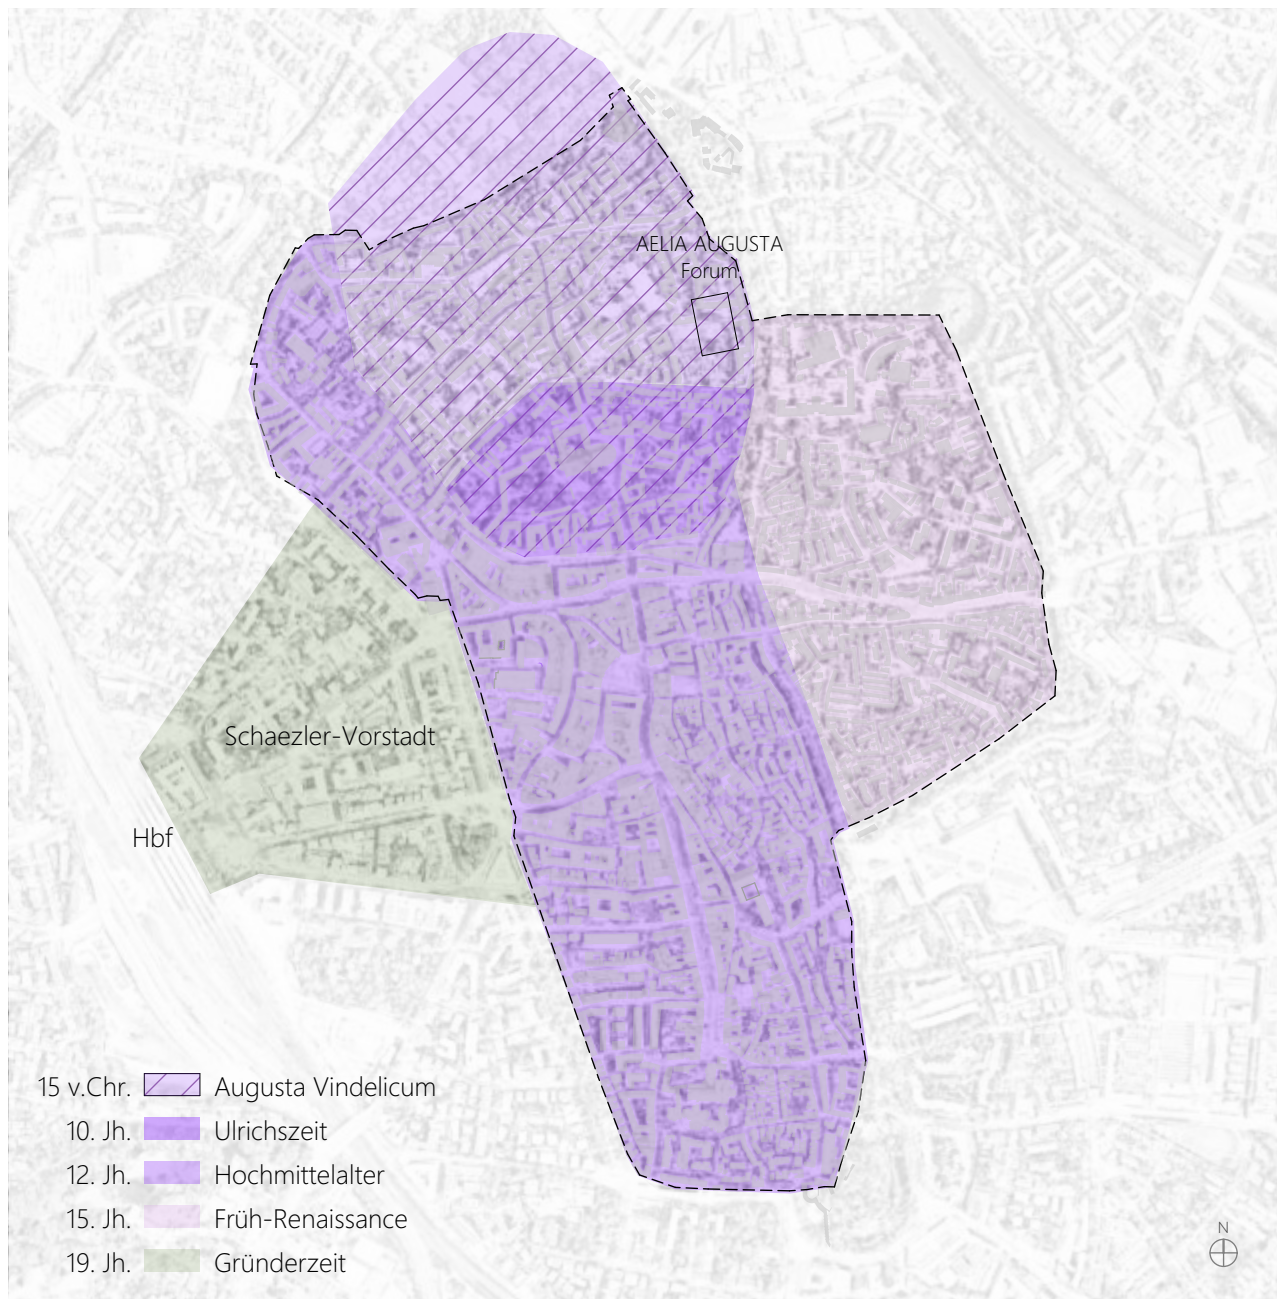 AELIA AUGUSTA
Forum
Schaezler-Vorstadt
Hbf
15 v.Chr. Augusta Vindelicum
10. Jh. Ulrichszeit
12. Jh. Hochmittelalter
15. Jh. Früh-Renaissance
19. Jh. Gründerzeit
N